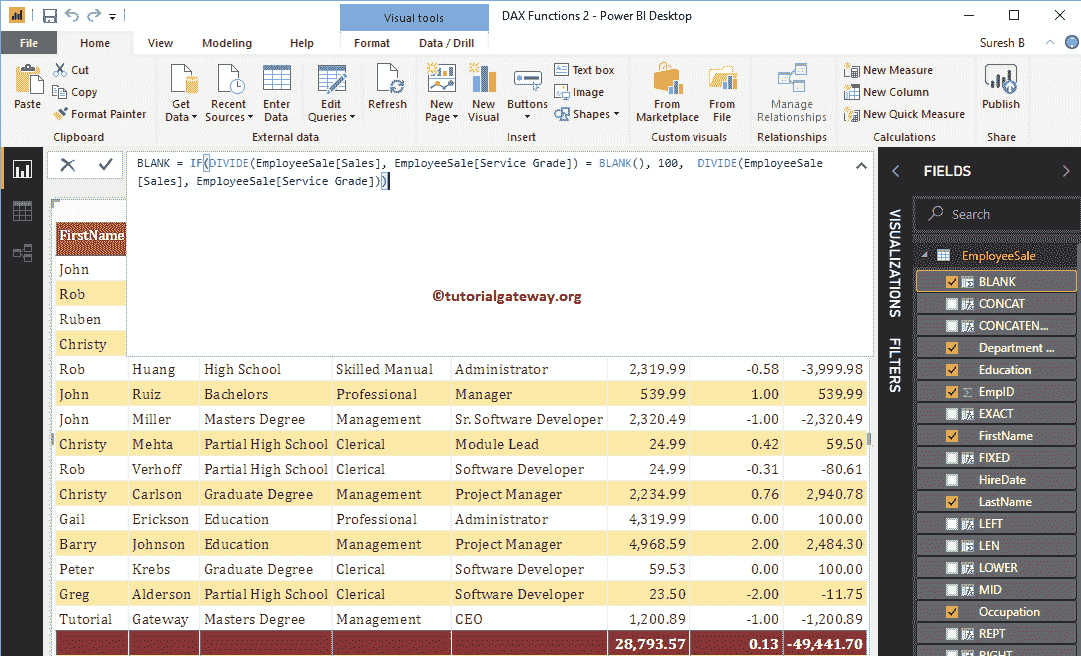 Visual tools
DAX Functions 2 - Power BI Desktop
File Home View Modeling Help Format Data / Drill Suresh B
Paste
Cut
Copy
Format Painter
Get Data
Recent Sources
Enter Data
Edit Queries
Refresh
New Page
New Visual
Buttons
Text box
Image
Shapes
From Marketplace
From File
Manage Relationships
New Measure
New Column
New Quick Measure
Publish
Clipboard External data Insert Custom visuals Relationships Calculations Share
BLANK = IF(DIVIDE(EmployeeSale[Sales], EmployeeSale[Service Grade]) = BLANK(), 100,  DIVIDE(EmployeeSale
[Sales], EmployeeSale[Service Grade]))
©tutorialgateway.org
FirstName
John
Rob
Ruben
Christy
Rob Huang High School Skilled Manual Administrator 2,319.99 -0.58 -3,999.98
John Ruiz Bachelors Professional Manager 539.99 1.00 539.99
John Miller Masters Degree Management Sr. Software Developer 2,320.49 -1.00 -2,320.49
Christy Mehta Partial High School Clerical Module Lead 24.99 0.42 59.50
Rob Verhoff Partial High School Clerical Software Developer 24.99 -0.31 -80.61
Christy Carlson Graduate Degree Management Project Manager 2,234.99 0.76 2,940.78
Gail Erickson Education Professional Administrator 4,319.99 0.00 100.00
Barry Johnson Education Management Project Manager 4,968.59 2.00 2,484.30
Peter Krebs Graduate Degree Clerical Software Developer 59.53 0.00 100.00
Greg Alderson Partial High School Clerical Software Developer 23.50 -2.00 -11.75
Tutorial Gateway Masters Degree Management CEO 1,200.89 -1.00 -1,200.89
28,793.57 0.13 -49,441.70
VISUALIZATIONS
FILTERS
FIELDS
Search
EmployeeSale
BLANK
CONCAT
CONCATEN...
Department ...
Education
EmpID
EXACT
FirstName
FIXED
HireDate
LastName
LEFT
LEN
LOWER
MID
Occupation
REPT
RIGHT